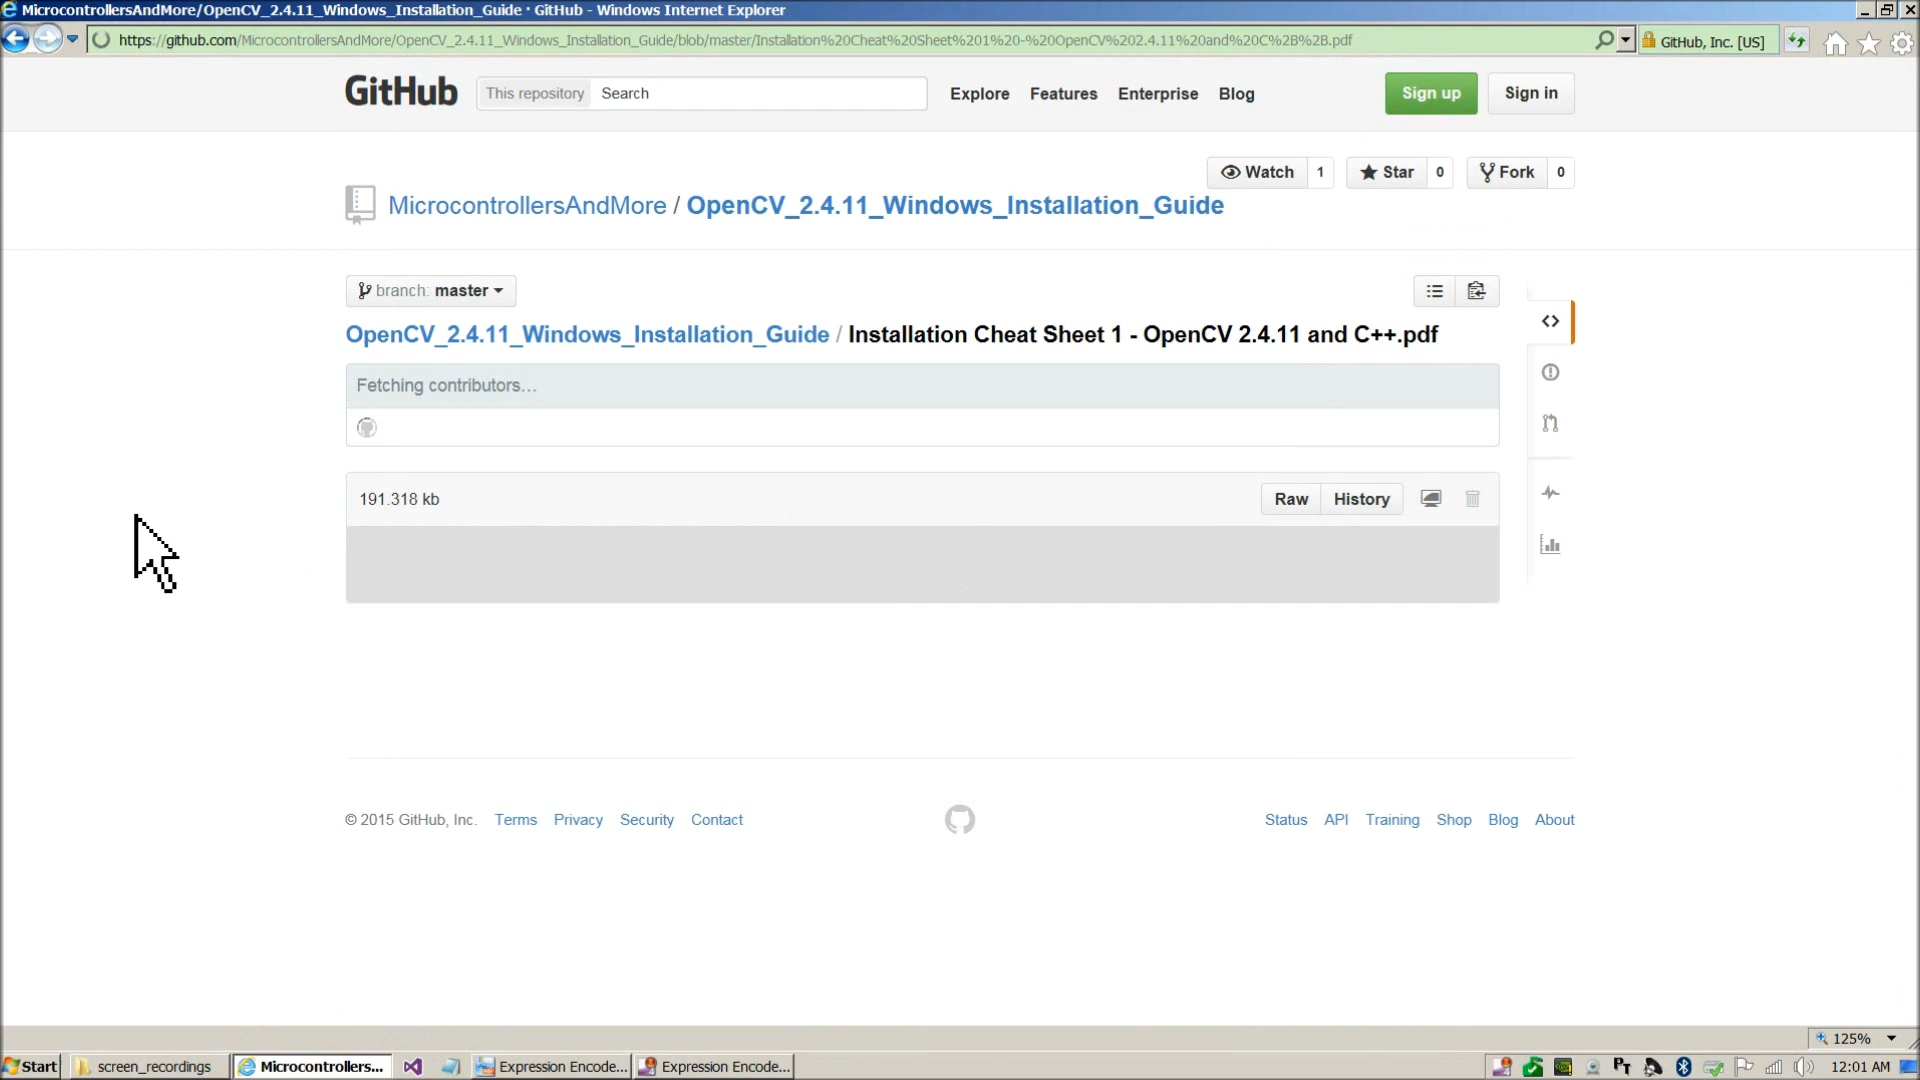 MicrocontrollersAndMore/OpenCV_2.4.11_Windows_Installation_Guide · GitHub - Windows Internet Explorer
https://github.com/MicrocontrollersAndMore/OpenCV_2.4.11_Windows_Installation_Guide/blob/master/Installation%20Cheat%20Sheet%201%20-%20OpenCV%202.4.11%20and%20C%2B%2B.pdf GitHub, Inc. [US]
GitHub This repository Search Explore Features Enterprise Blog Sign up Sign in
Watch 1 Star 0 Fork 0
MicrocontrollersAndMore / OpenCV_2.4.11_Windows_Installation_Guide
branch: master
OpenCV_2.4.11_Windows_Installation_Guide / Installation Cheat Sheet 1 - OpenCV 2.4.11 and C++.pdf
Fetching contributors…
191.318 kb Raw History
© 2015 GitHub, Inc. Terms Privacy Security Contact Status API Training Shop Blog About
125%
Start screen_recordings Microcontrollers... Expression Encode... Expression Encode... PT 12:01 AM